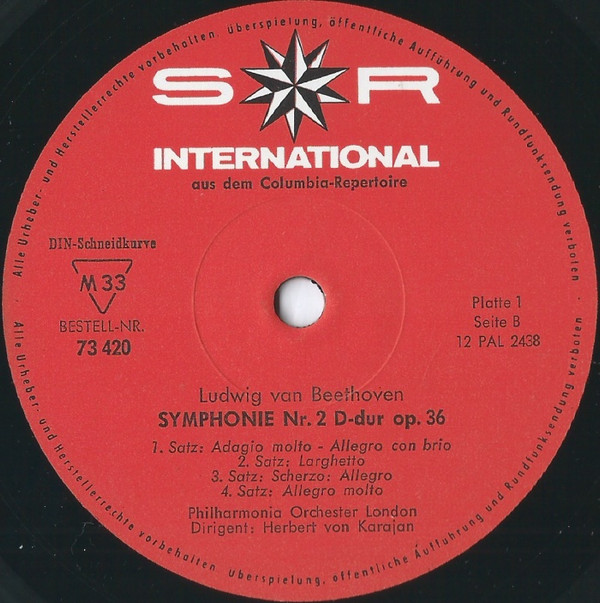 · Alle Urheber- und Herstellerrechte vorbehalten. Überspielung, öffentliche Aufführung und Rundfunksendung verboten ·
S R
INTERNATIONAL
aus dem Columbia-Repertoire
DIN-Schneidkurve
M 33
BESTELL-NR.
73 420
Platte 1
Seite B
12 PAL 2438
Ludwig van Beethoven
SYMPHONIE Nr. 2 D-dur op. 36
1. Satz: Adagio molto - Allegro con brio
2. Satz: Larghetto
3. Satz: Scherzo: Allegro
4. Satz: Allegro molto
Philharmonia Orchester London
Dirigent: Herbert von Karajan
Alle Urheber- und Herstellerrechte vorbehalten. Überspielung, öffentliche Aufführung und Rundfunksendung verboten ·